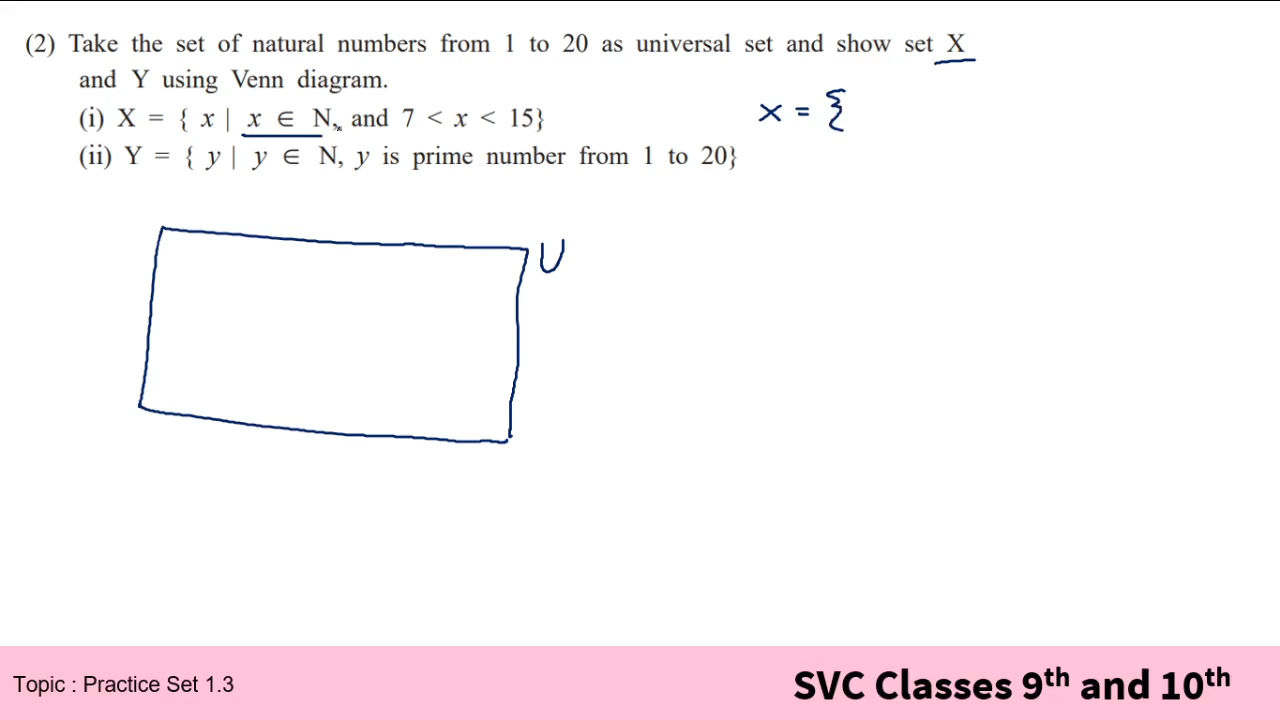 (2) Take the set of natural numbers from 1 to 20 as universal set and show set X
and Y using Venn diagram.
(i) X = { x | x ∈ N, and 7 < x < 15}
x = {
(ii) Y = { y | y ∈ N, y is prime number from 1 to 20}
U
Topic : Practice Set 1.3
SVC Classes 9th and 10th